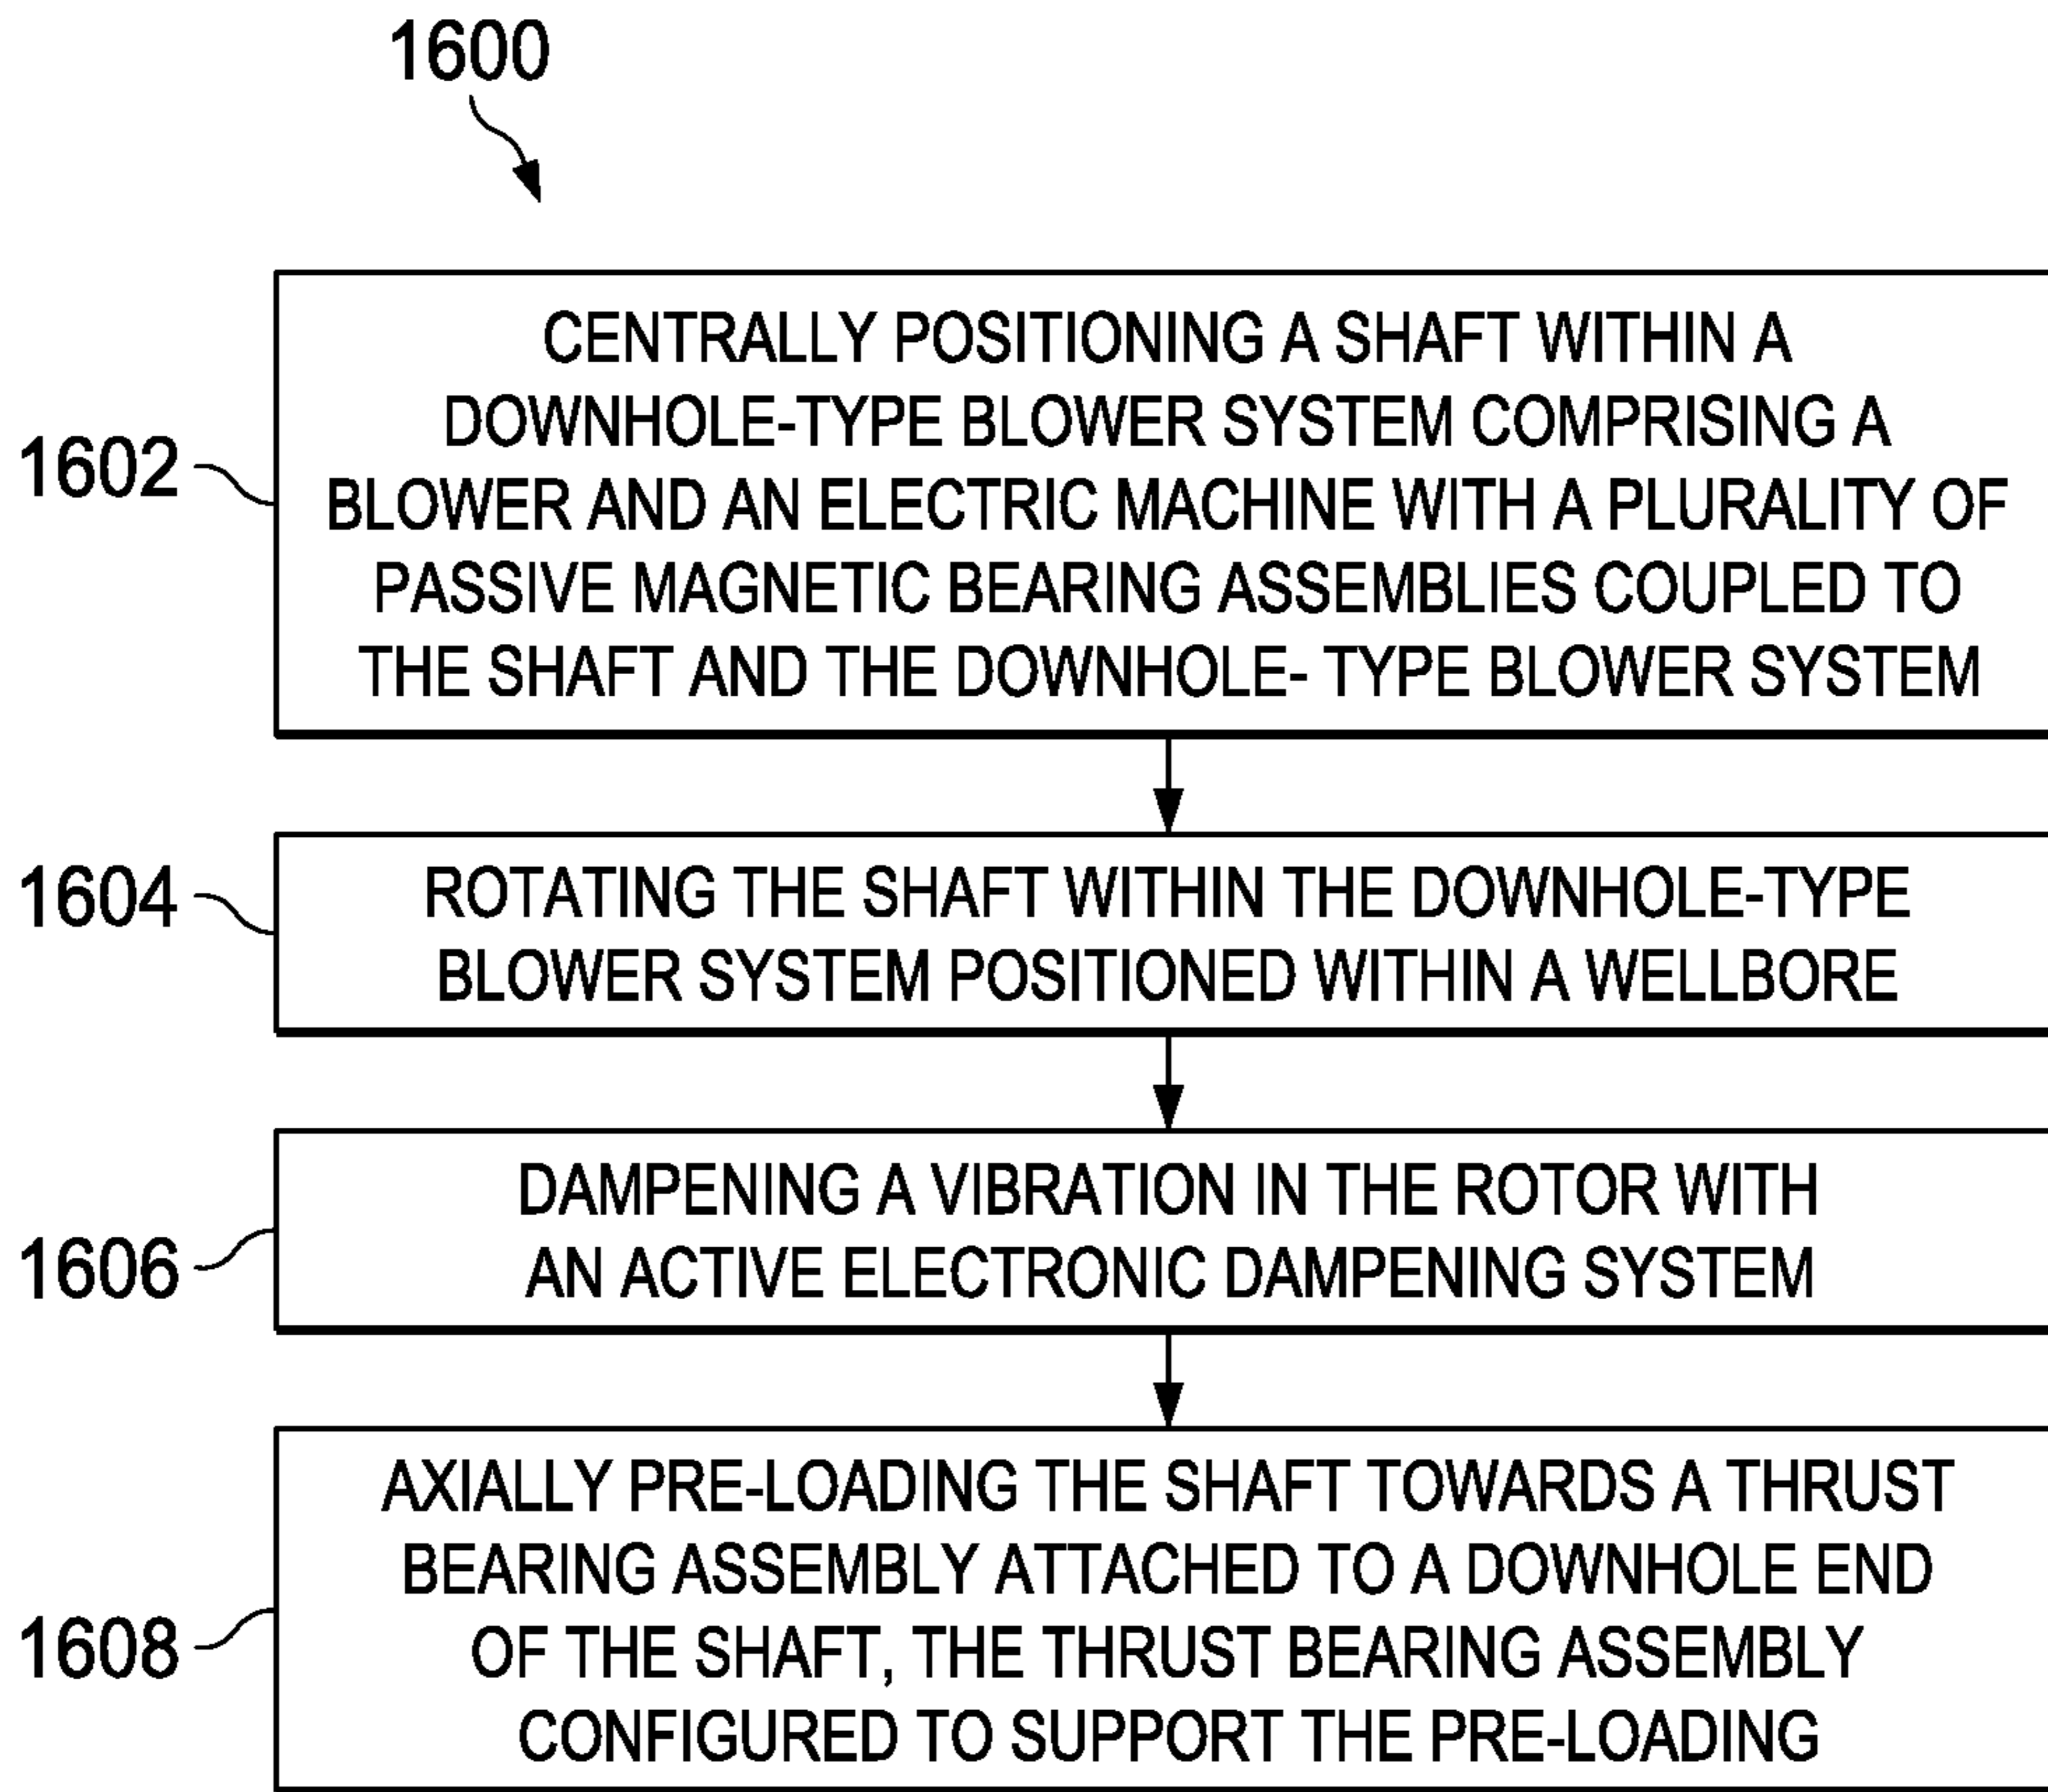 1600
CENTRALLY POSITIONING A SHAFT WITHIN A
DOWNHOLE-TYPE BLOWER SYSTEM COMPRISING A
1602
BLOWER AND AN ELECTRIC MACHINE WITH A PLURALITY OF
PASSIVE MAGNETIC BEARING ASSEMBLIES COUPLED TO
THE SHAFT AND THE DOWNHOLE- TYPE BLOWER SYSTEM
1604
ROTATING THE SHAFT WITHIN THE DOWNHOLE-TYPE
BLOWER SYSTEM POSITIONED WITHIN A WELLBORE
DAMPENING A VIBRATION IN THE ROTOR WITH
1606
AN ACTIVE ELECTRONIC DAMPENING SYSTEM
AXIALLY PRE-LOADING THE SHAFT TOWARDS A THRUST
BEARING ASSEMBLY ATTACHED TO A DOWNHOLE END
1608
OF THE SHAFT, THE THRUST BEARING ASSEMBLY
CONFIGURED TO SUPPORT THE PRE-LOADING